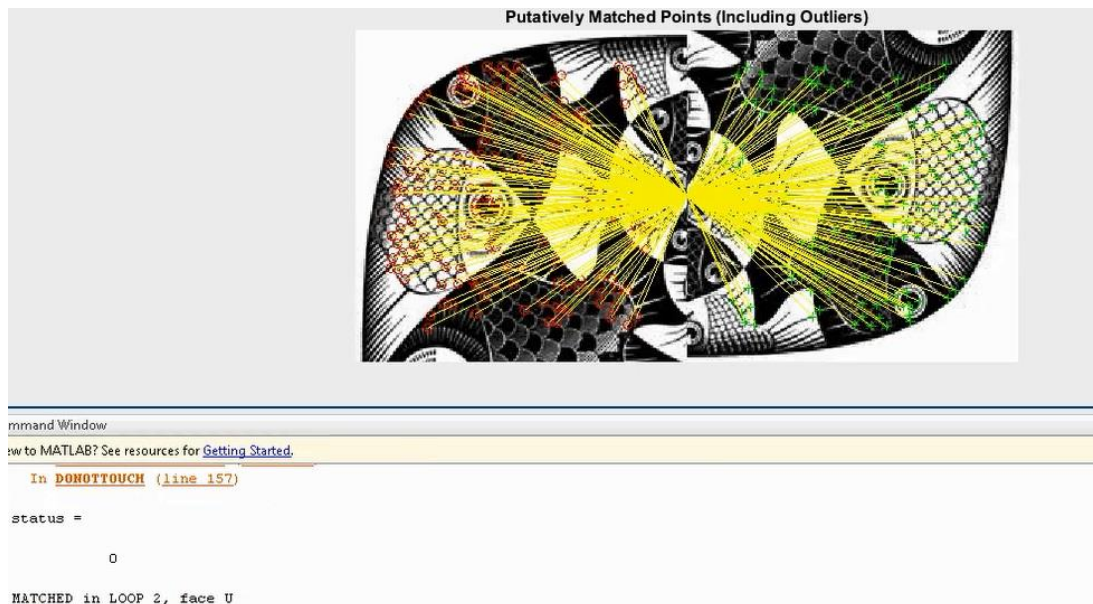 Putatively Matched Points (Including Outliers)
mmand Window
ew to MATLAB? See resources for Getting Started.
In DONOTTOUCH (line 157)
status =
0
MATCHED in LOOP 2, face U